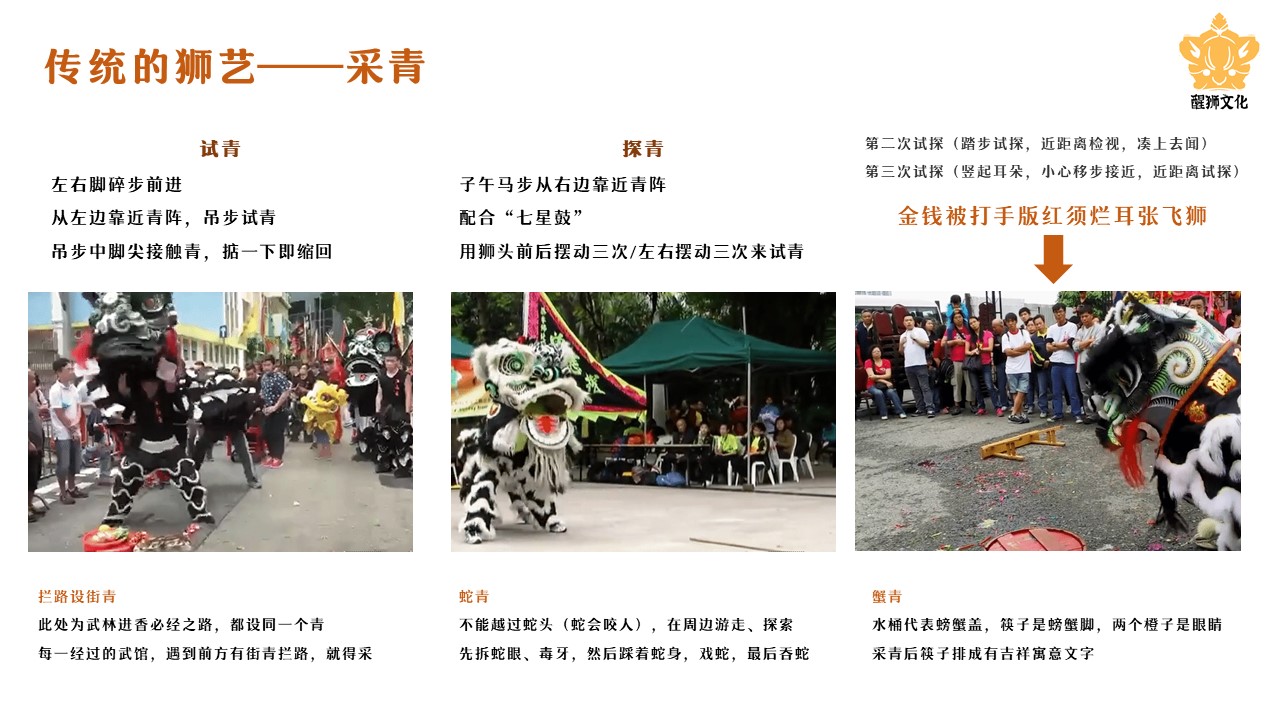 传统的狮艺——采青
醒狮文化
试青
左右脚碎步前进
从左边靠近青阵，吊步试青
吊步中脚尖接触青，掂一下即缩回
探青
子午马步从右边靠近青阵
配合“七星鼓”
用狮头前后摆动三次/左右摆动三次来试青
第二次试探（踏步试探，近距离检视，凑上去闻）
第三次试探（竖起耳朵，小心移步接近，近距离试探）
金钱被打手版红须烂耳张飞狮
拦路设街青
此处为武林进香必经之路，都设同一个青
每一经过的武馆，遇到前方有街青拦路，就得采
蛇青
不能越过蛇头（蛇会咬人），在周边游走、探索
先拆蛇眼、毒牙，然后踩着蛇身，戏蛇，最后吞蛇
蟹青
水桶代表螃蟹盖，筷子是螃蟹脚，两个橙子是眼睛
采青后筷子排成有吉祥寓意文字